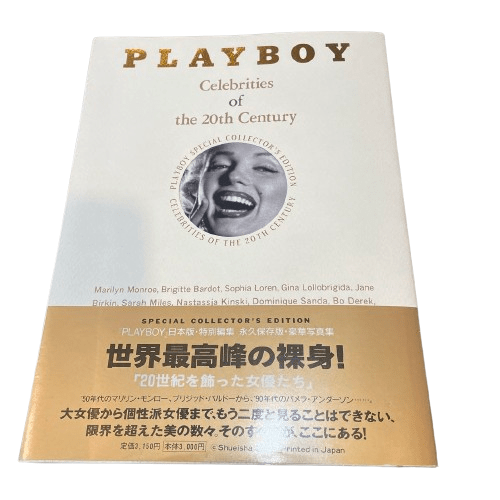 PLAYBOY
Celebrities
of
the 20th Century
PLAYBOY SPECIAL COLLECTOR'S EDITION
CELEBRITIES OF THE 20TH CENTURY
Marilyn Monroe, Brigitte Bardot, Sophia Loren, Gina Lollobrigida, Jane
Birkin, Sarah Miles, Nastassja Kinski, Dominique Sanda, Bo Derek,
SPECIAL COLLECTOR'S EDITION
PLAYBOY日本版・特別編集 永久保存版・豪華写真集
世界最高峰の裸身!
『20世紀を飾った女優たち』
'50年代のマリリン・モンロー、ブリジッド・バルドーから、'90年代のパメラ・アンダーソン……。
大女優から個性派女優まで、もう二度と見ることはできない、
限界を超えた美の数々。そのすべてが、ここにある!
定価3,150円 本体3,000円 © Shueisha Printed in Japan